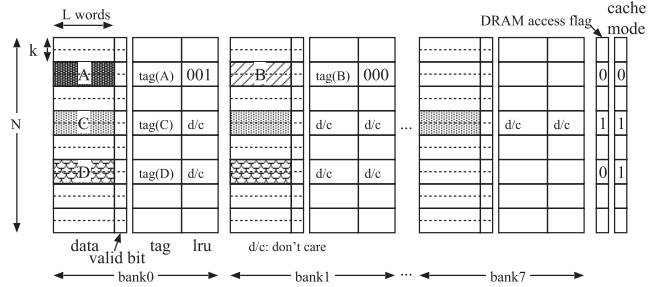 L words
DRAM access flag
cache
mode
k
A tag(A) 001 B tag(B) 000 0 0
N
C tag(C) d/c d/c d/c ... d/c d/c 1 1
D tag(D) d/c d/c d/c 0 1
data tag lru d/c: don't care
valid bit
bank0 bank1 ... bank7